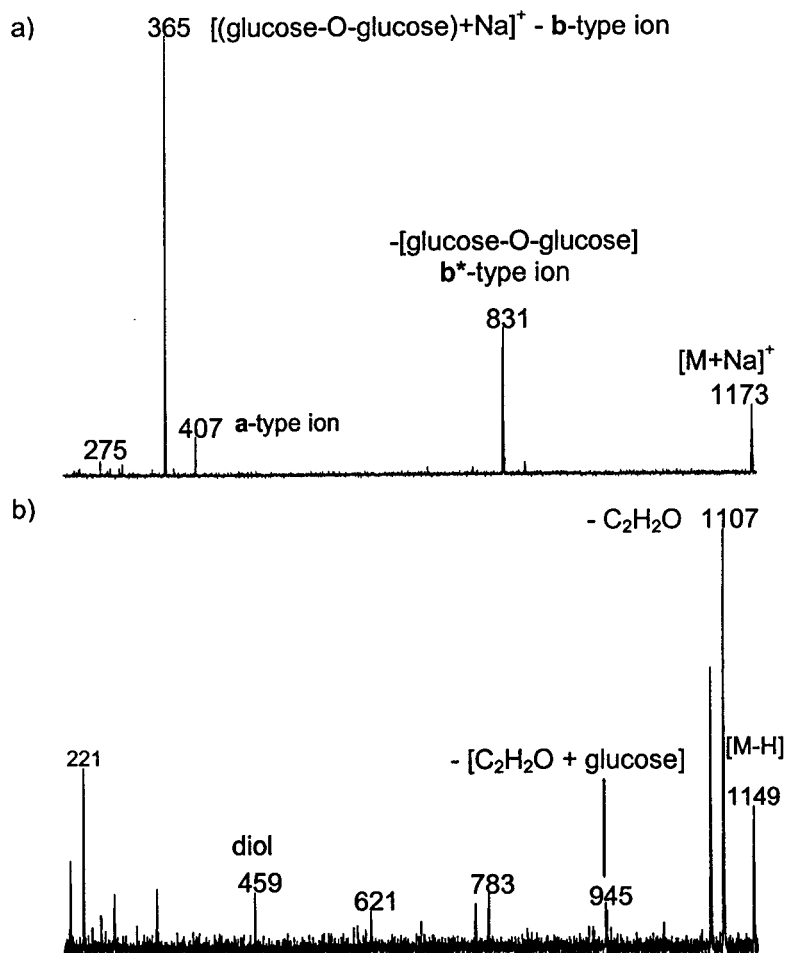 a)
365 [(glucose-O-glucose)+Na]⁺ - b-type ion
-[glucose-O-glucose]
b*-type ion
831
[M+Na]⁺
1173
407 a-type ion
275
b)
- C₂H₂O 1107
[M-H]
1149
221
- [C₂H₂O + glucose]
diol
459
621
783
945